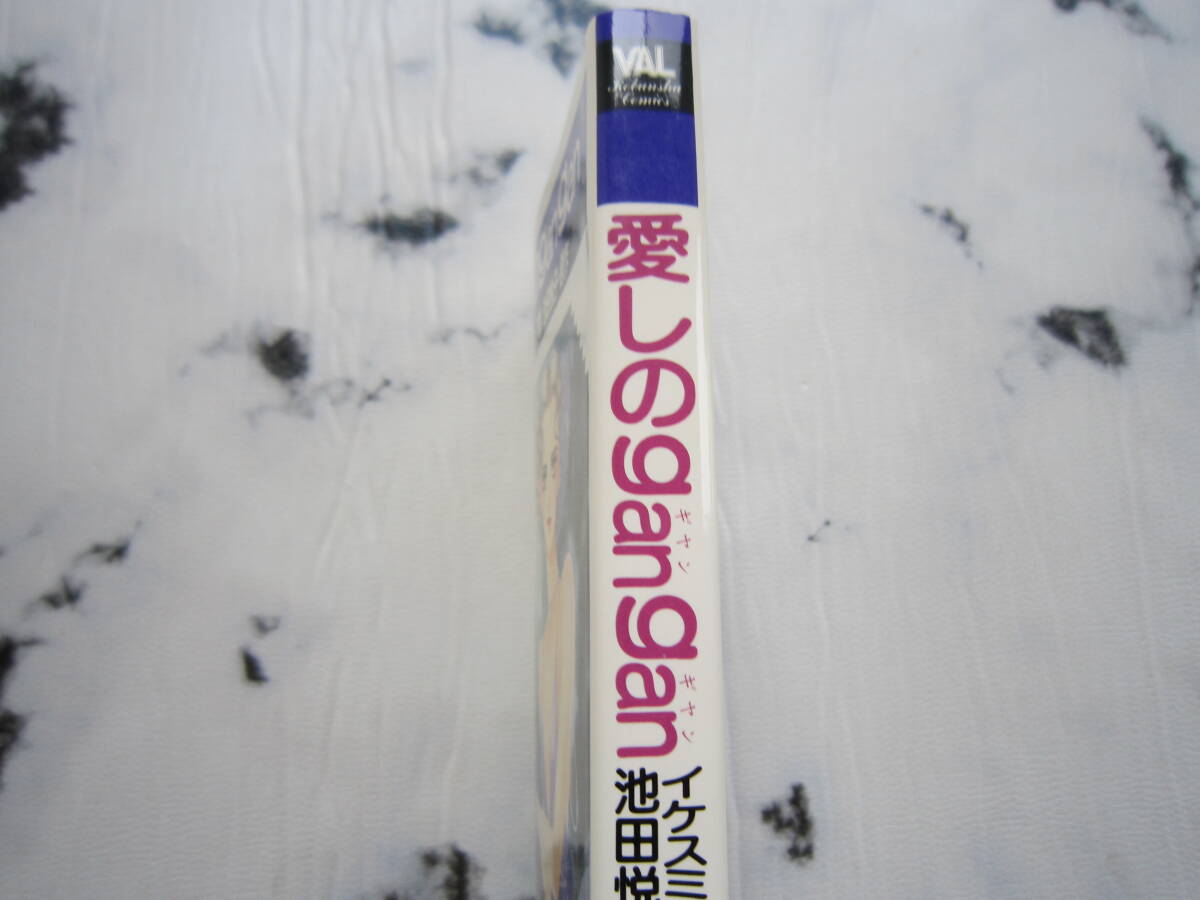 VAL
Kobunsha
Comics
愛しのgangan
ギャン
ギャン
イケスミ
池田悦